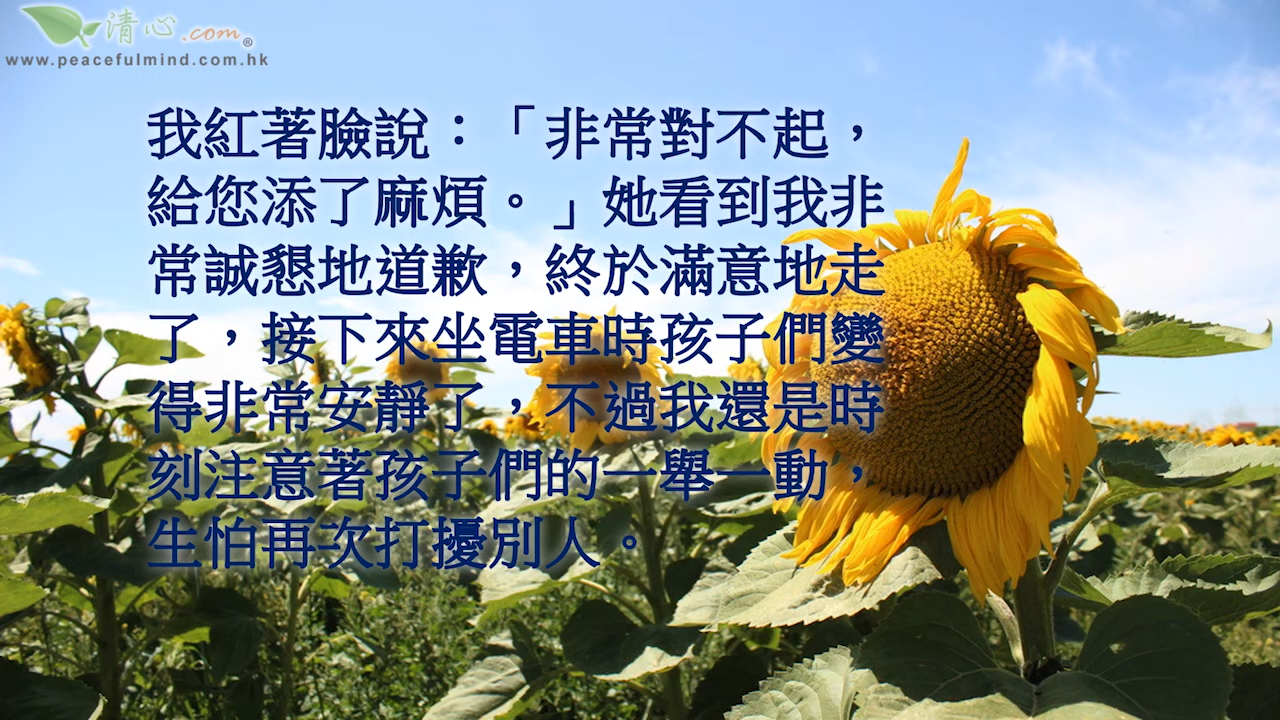 清心.com®
www.peacefulmind.com.hk
我紅著臉說：「非常對不起，
給您添了麻煩。」她看到我非
常誠懇地道歉，終於滿意地走
了，接下來坐電車時孩子們變
得非常安靜了，不過我還是時
刻注意著孩子們的一舉一動，
生怕再次打擾別人。